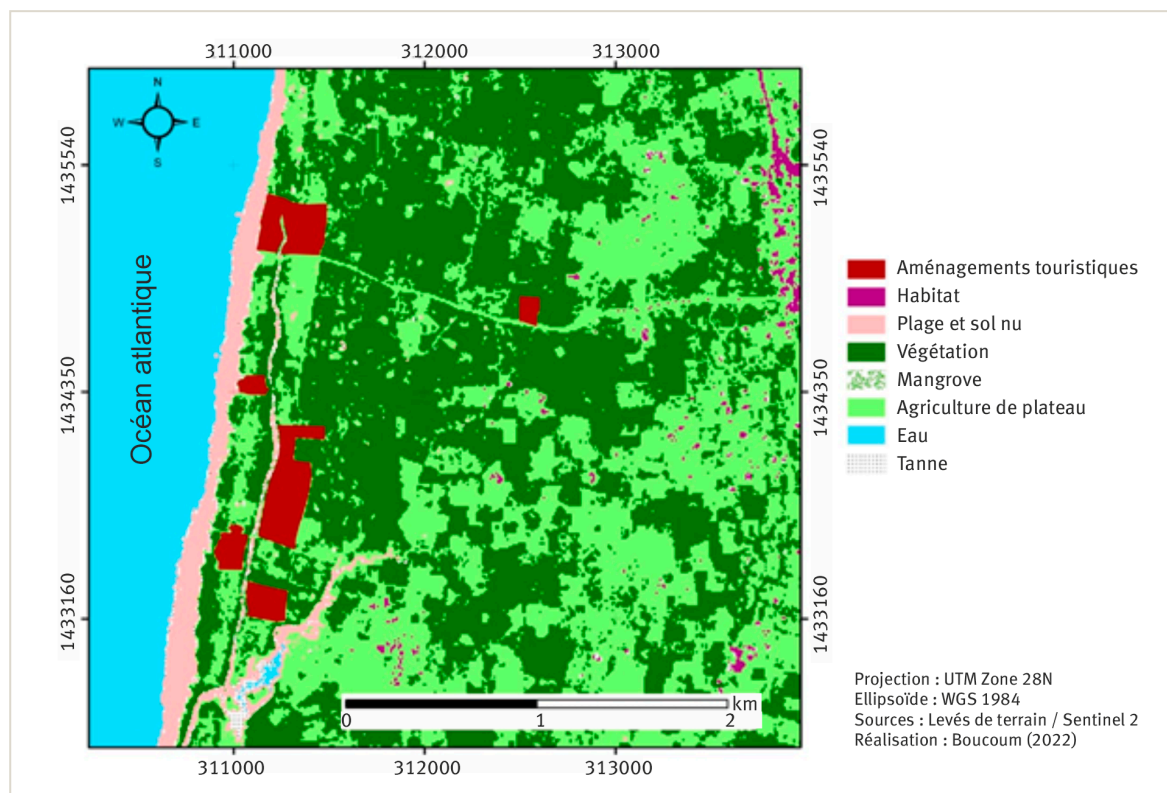 311000 312000 313000
N
W E
S
1435540
1434350
1433160
Océan atlantique
1435540
1434350
1433160
Aménagements touristiques
Habitat
Plage et sol nu
Végétation
Mangrove
Agriculture de plateau
Eau
Tanne
km
0 1 2
311000 312000 313000
Projection : UTM Zone 28N
Ellipsoïde : WGS 1984
Sources : Levés de terrain / Sentinel 2
Réalisation : Boucoum (2022)